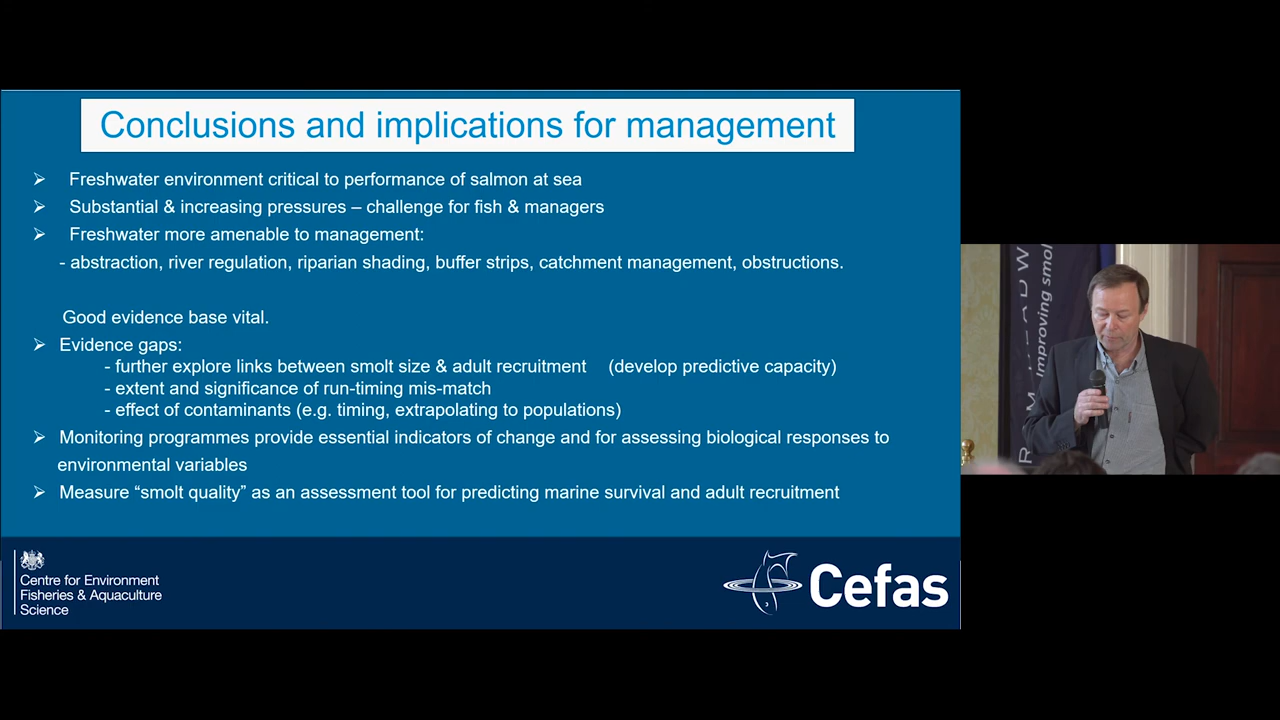 Conclusions and implications for management
➢ Freshwater environment critical to performance of salmon at sea
➢ Substantial & increasing pressures – challenge for fish & managers
➢ Freshwater more amenable to management:
- abstraction, river regulation, riparian shading, buffer strips, catchment management, obstructions.
Good evidence base vital.
➢ Evidence gaps:
- further explore links between smolt size & adult recruitment (develop predictive capacity)
- extent and significance of run-timing mis-match
- effect of contaminants (e.g. timing, extrapolating to populations)
➢ Monitoring programmes provide essential indicators of change and for assessing biological responses to
environmental variables
➢ Measure “smolt quality” as an assessment tool for predicting marine survival and adult recruitment
Centre for Environment
Fisheries & Aquaculture
Science
Cefas
Improving smol